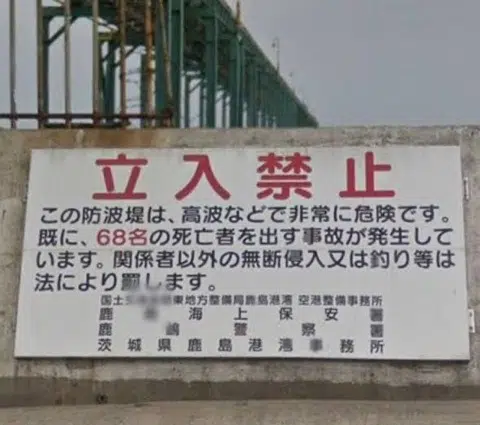 立入禁止
この防波堤は、高波などで非常に危険です。
既に、68名の死亡者を出す事故が発生して
います。関係者以外の無断侵入又は釣り等は
法により罰します。
国土 東地方整備局鹿島港湾 空港整備事務所
鹿 海上保安署
鹿嶋警察署
茨城県鹿島港湾事務所